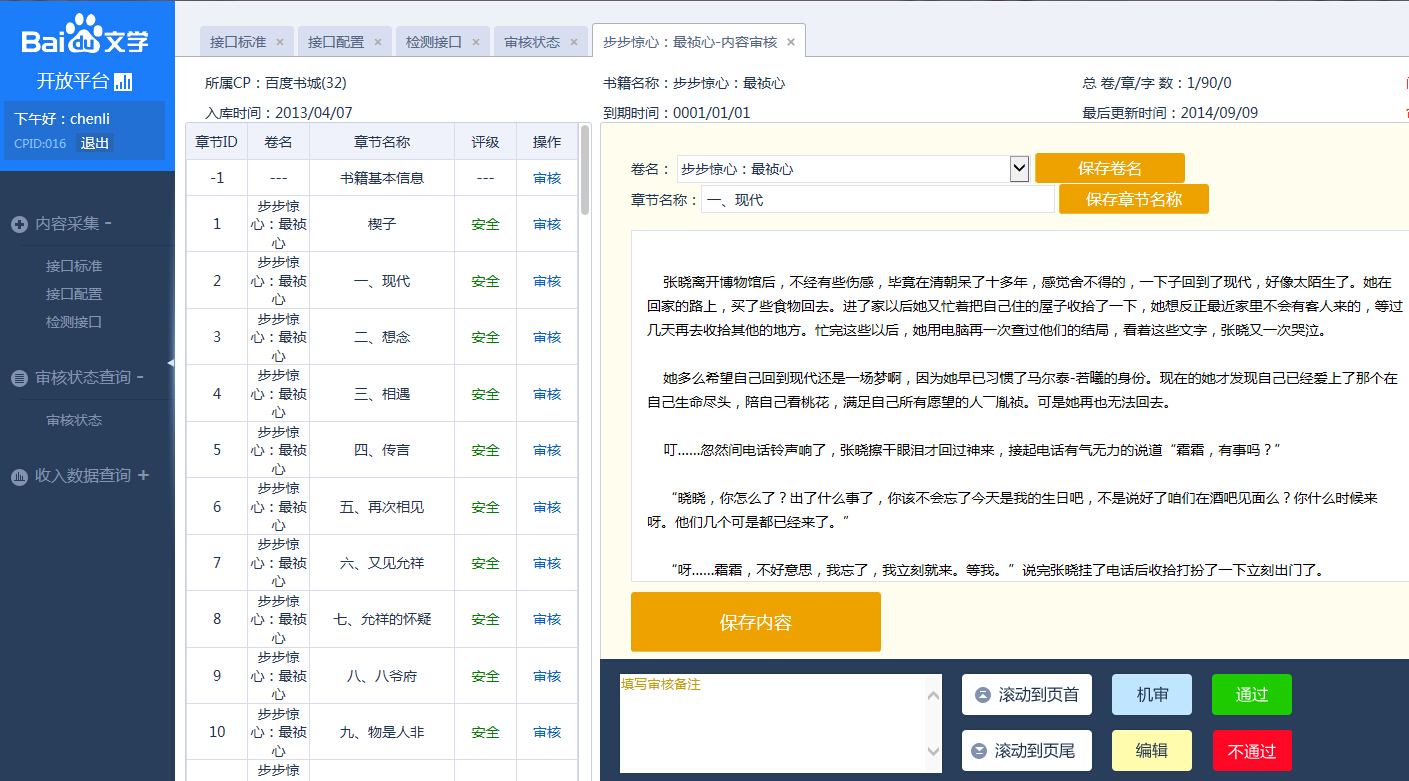 Bai du 文学
开放平台
下午好：chenli
CPID:016 退出
内容采集 -
接口标准
接口配置
检测接口
审核状态查询 -
审核状态
收入数据查询 +
接口标准 × 接口配置 × 检测接口 × 审核状态 × 步步惊心：最祯心-内容审核 ×
所属CP：百度书城(32) 书籍名称：步步惊心：最祯心 总 卷/章/字 数：1/90/0
入库时间：2013/04/07 到期时间：0001/01/01 最后更新时间：2014/09/09
章节ID 卷名 章节名称 评级 操作
-1 --- 书籍基本信息 --- 审核
1 步步惊心：最祯心 楔子 安全 审核
2 步步惊心：最祯心 一、现代 安全 审核
3 步步惊心：最祯心 二、想念 安全 审核
4 步步惊心：最祯心 三、相遇 安全 审核
5 步步惊心：最祯心 四、传言 安全 审核
6 步步惊心：最祯心 五、再次相见 安全 审核
7 步步惊心：最祯心 六、又见允祥 安全 审核
8 步步惊心：最祯心 七、允祥的怀疑 安全 审核
9 步步惊心：最祯心 八、八爷府 安全 审核
10 步步惊心：最祯心 九、物是人非 安全 审核
步步惊
卷名： 步步惊心：最祯心 保存卷名
章节名称： 一、现代 保存章节名称
张晓离开博物馆后，不经有些伤感，毕竟在清朝呆了十多年，感觉舍不得的，一下子回到了现代，好像太陌生了。她在
回家的路上，买了些食物回去。进了家以后她又忙着把自己住的屋子收拾了一下，她想反正最近家里不会有客人来的，等过
几天再去收拾其他的地方。忙完这些以后，她用电脑再一次查过他们的结局，看着这些文字，张晓又一次哭泣。
她多么希望自己回到现代还是一场梦啊，因为她早已习惯了马尔泰-若曦的身份。现在的她才发现自己已经爱上了那个在
自己生命尽头，陪自己看桃花，满足自己所有愿望的人￣胤祯。可是她再也无法回去。
叮......忽然间电话铃声响了，张晓擦干眼泪才回过神来，接起电话有气无力的说道“霜霜，有事吗？”
“晓晓，你怎么了？出了什么事了，你该不会忘了今天是我的生日吧，不是说好了咱们在酒吧见面么？你什么时候来
呀。他们几个可是都已经来了。”
“呀......霜霜，不好意思，我忘了，我立刻就来。等我。”说完张晓挂了电话后收拾打扮了一下立刻出门了。
保存内容
填写审核备注
滚动到页首 机审 通过
滚动到页尾 编辑 不通过